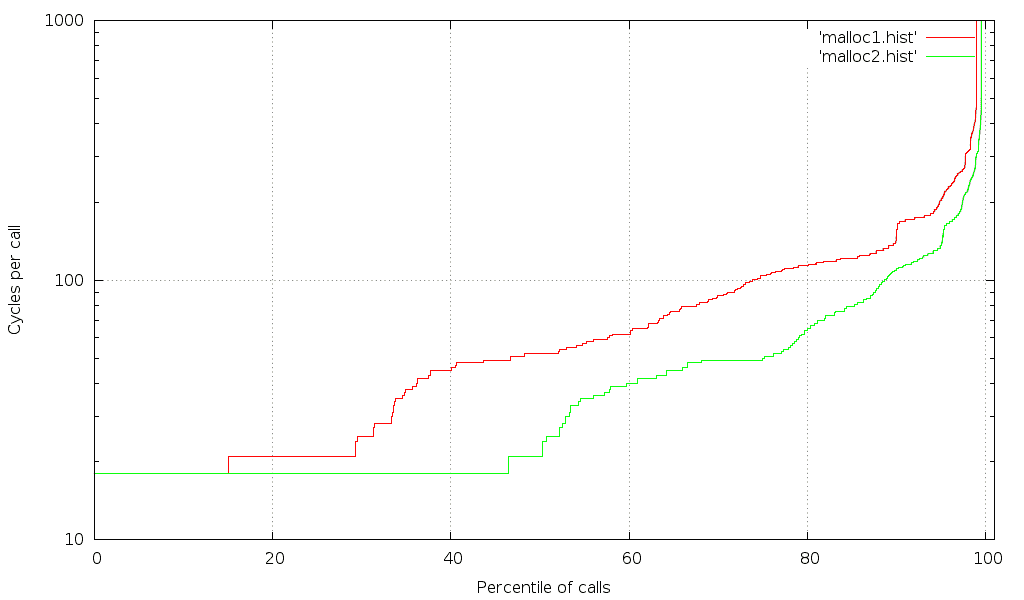 1000
'malloc1.hist'
'malloc2.hist'
100
Cycles per call
10
0 20 40 60 80 100
Percentile of calls